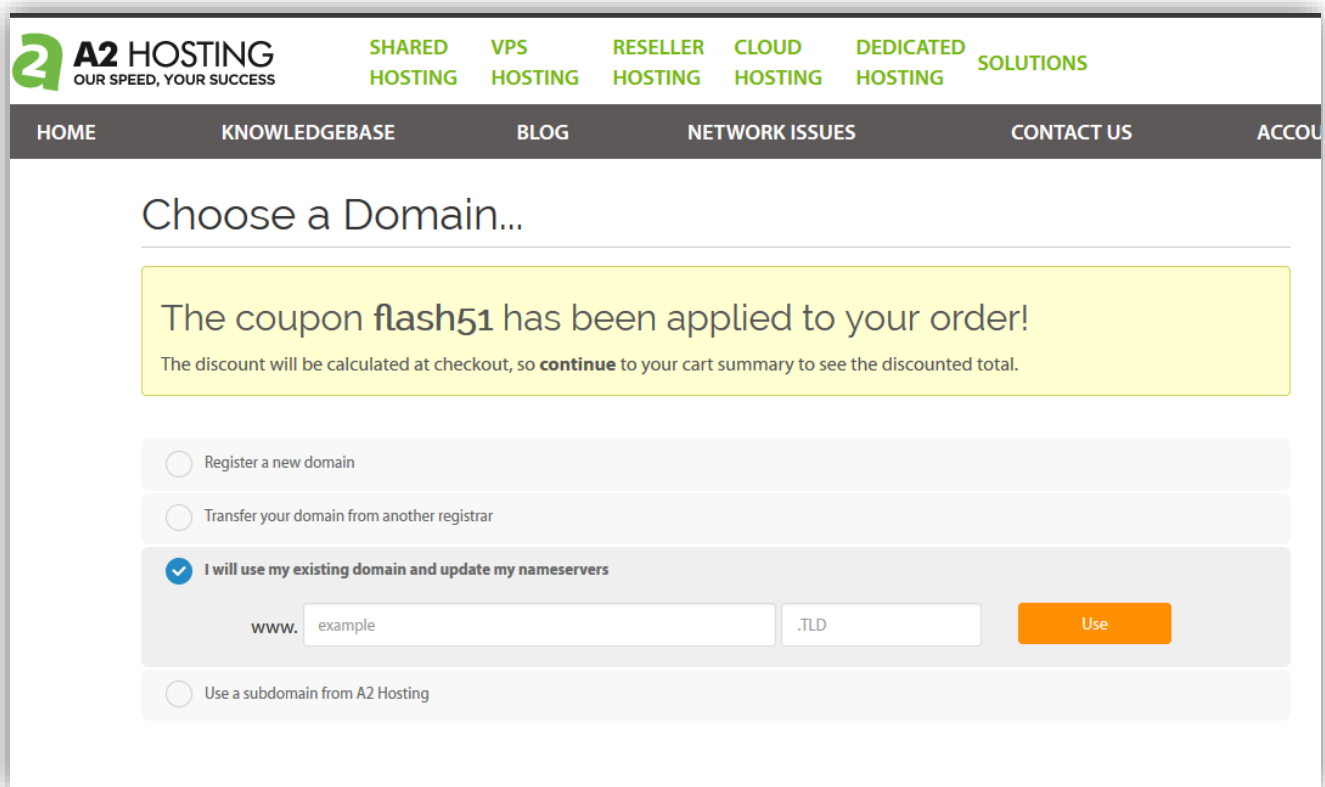 A2 HOSTING
OUR SPEED, YOUR SUCCESS
SHARED HOSTING
VPS HOSTING
RESELLER HOSTING
CLOUD HOSTING
DEDICATED HOSTING
SOLUTIONS
HOME KNOWLEDGEBASE BLOG NETWORK ISSUES CONTACT US ACCOU
Choose a Domain...
The coupon flash51 has been applied to your order!
The discount will be calculated at checkout, so continue to your cart summary to see the discounted total.
Register a new domain
Transfer your domain from another registrar
I will use my existing domain and update my nameservers
www. example .TLD Use
Use a subdomain from A2 Hosting